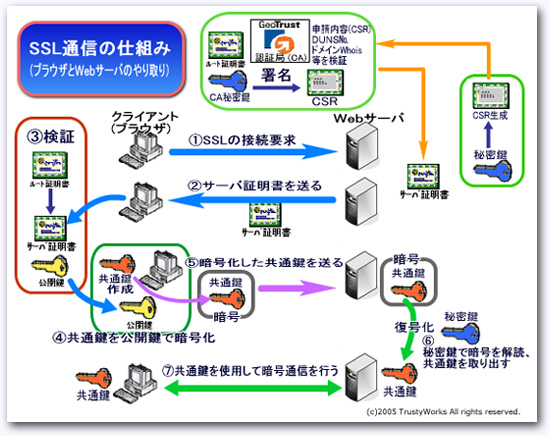 SSL通信の仕組み
(ブラウザとWebサーバのやり取り)
GeoTrust
認証局(CA)
申請内容(CSR)
DUNSNo.
ドメインWhois
等を検証
ルート証明書
CA秘密鍵
署名
CSR
CSR生成
秘密鍵
サーバ証明書
クライアント
(ブラウザ)
Webサーバ
①SSLの接続要求
②サーバ証明書を送る
サーバ証明書
③検証
ルート証明書
サーバ証明書
公開鍵
共通鍵
作成
公開鍵
④共通鍵を公開鍵で暗号化
⑤暗号化した共通鍵を送る
共通鍵
暗号
暗号
共通鍵
復号化
秘密鍵
⑥
秘密鍵で暗号を解読、
共通鍵を取り出す
⑦共通鍵を使用して暗号通信を行う
共通鍵
共通鍵
(c)2005 TrustyWorks All rights reserved.